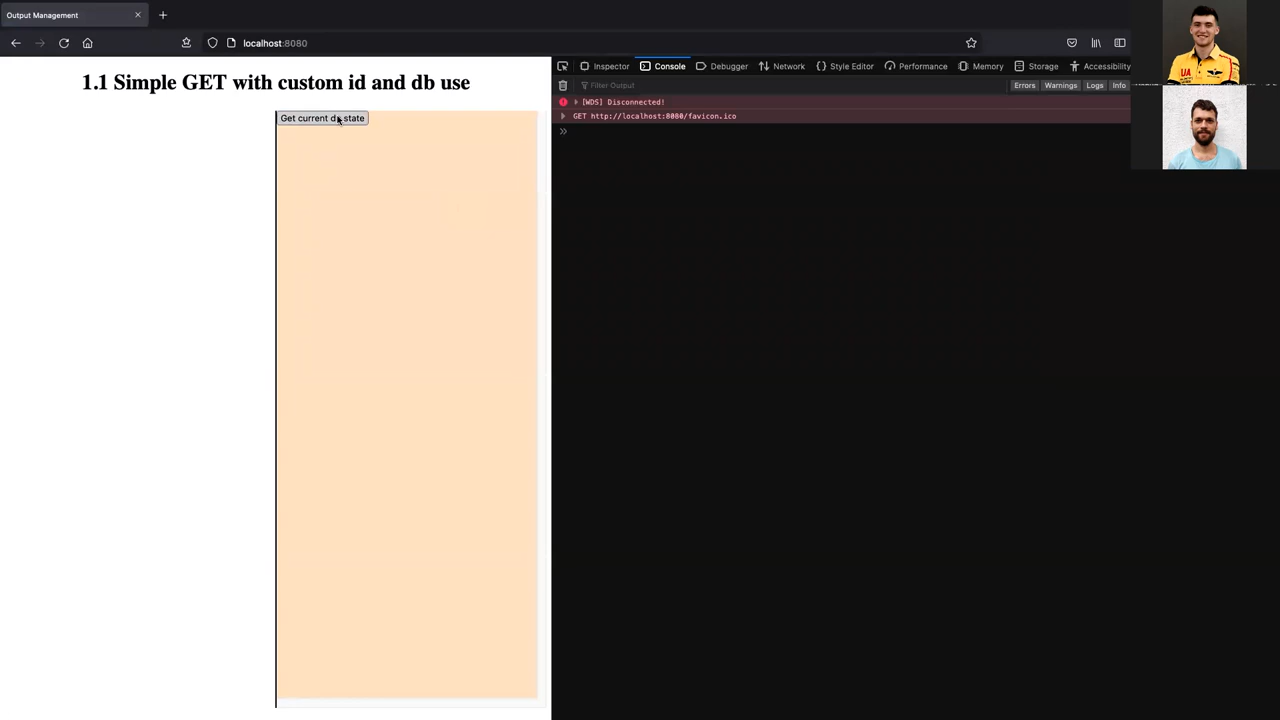 Output Management
localhost:8080
1.1 Simple GET with custom id and db use
Get current db state
Inspector
Console
Debugger
Network
Style Editor
Performance
Memory
Storage
Accessibility
Filter Output
Errors
Warnings
Logs
Info
[WDS] Disconnected!
GET http://localhost:8080/favicon.ico
UA